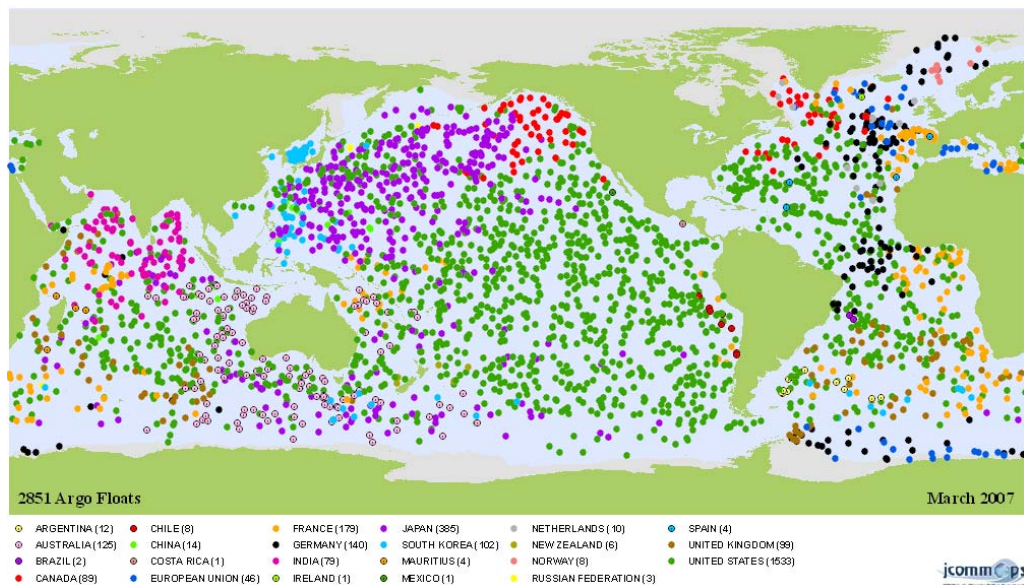 2851 Argo Floats March 2007
ARGENTINA (12) CHILE (8) FRANCE (179) JAPAN (385) NETHERLANDS (10) SPAIN (4)
AUSTRALIA (125) CHINA (14) GERMANY (140) SOUTH KOREA (102) NEW ZEALAND (6) UNITED KINGDOM (99)
BRAZIL (2) COSTA RICA (1) INDIA (79) MAURITIUS (4) NORWAY (8) UNITED STATES (1533)
CANADA (89) EUROPEAN UNION (46) IRELAND (1) MEXICO (1) RUSSIAN FEDERATION (3)